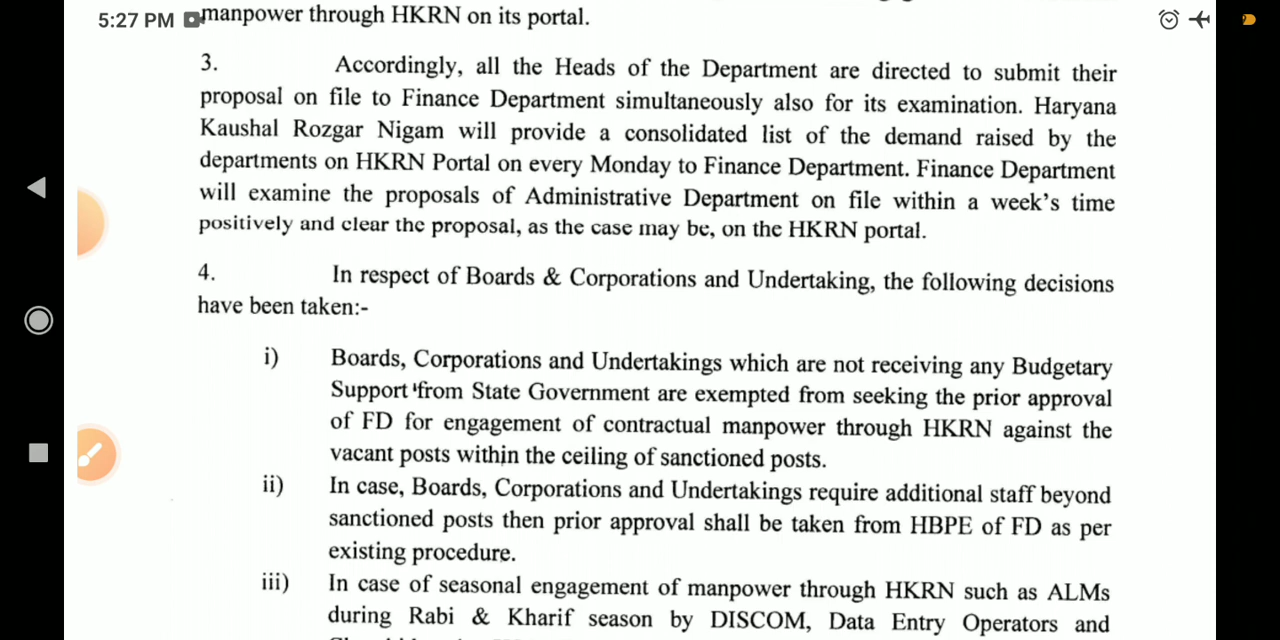 5:27 PM
manpower through HKRN on its portal.
3. Accordingly, all the Heads of the Department are directed to submit their
proposal on file to Finance Department simultaneously also for its examination. Haryana
Kaushal Rozgar Nigam will provide a consolidated list of the demand raised by the
departments on HKRN Portal on every Monday to Finance Department. Finance Department
will examine the proposals of Administrative Department on file within a week's time
positively and clear the proposal, as the case may be, on the HKRN portal.
4. In respect of Boards & Corporations and Undertaking, the following decisions
have been taken:-
i) Boards, Corporations and Undertakings which are not receiving any Budgetary
Support from State Government are exempted from seeking the prior approval
of FD for engagement of contractual manpower through HKRN against the
vacant posts within the ceiling of sanctioned posts.
ii) In case, Boards, Corporations and Undertakings require additional staff beyond
sanctioned posts then prior approval shall be taken from HBPE of FD as per
existing procedure.
iii) In case of seasonal engagement of manpower through HKRN such as ALMs
during Rabi & Kharif season by DISCOM, Data Entry Operators and